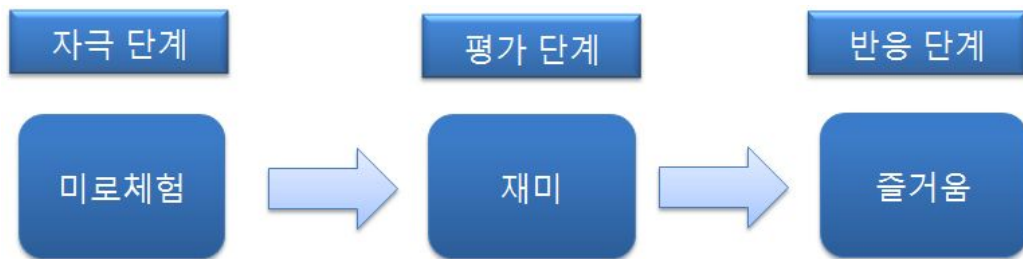 자극 단계
평가 단계
반응 단계
미로체험
재미
즐거움